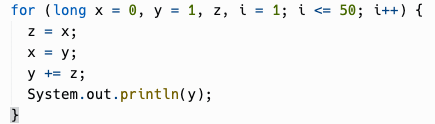 for (long x = 0, y = 1, z, i = 1; i <= 50; i++) {
  z = x;
  x = y;
  y += z;
  System.out.println(y);
}